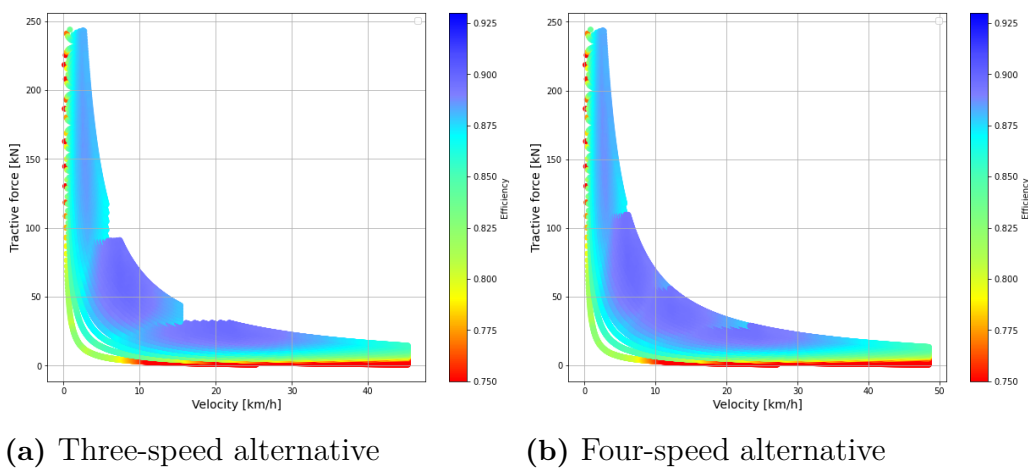 250
200
150
100
50
0
Tractive force [kN]
0 10 20 30 40
Velocity [km/h]
0.925
0.900
0.875
0.850
0.825
0.800
0.775
0.750
Efficiency
250
200
150
100
50
0
Tractive force [kN]
0 10 20 30 40 50
Velocity [km/h]
0.925
0.900
0.875
0.850
0.825
0.800
0.775
0.750
Efficiency
(a) Three-speed alternative
(b) Four-speed alternative